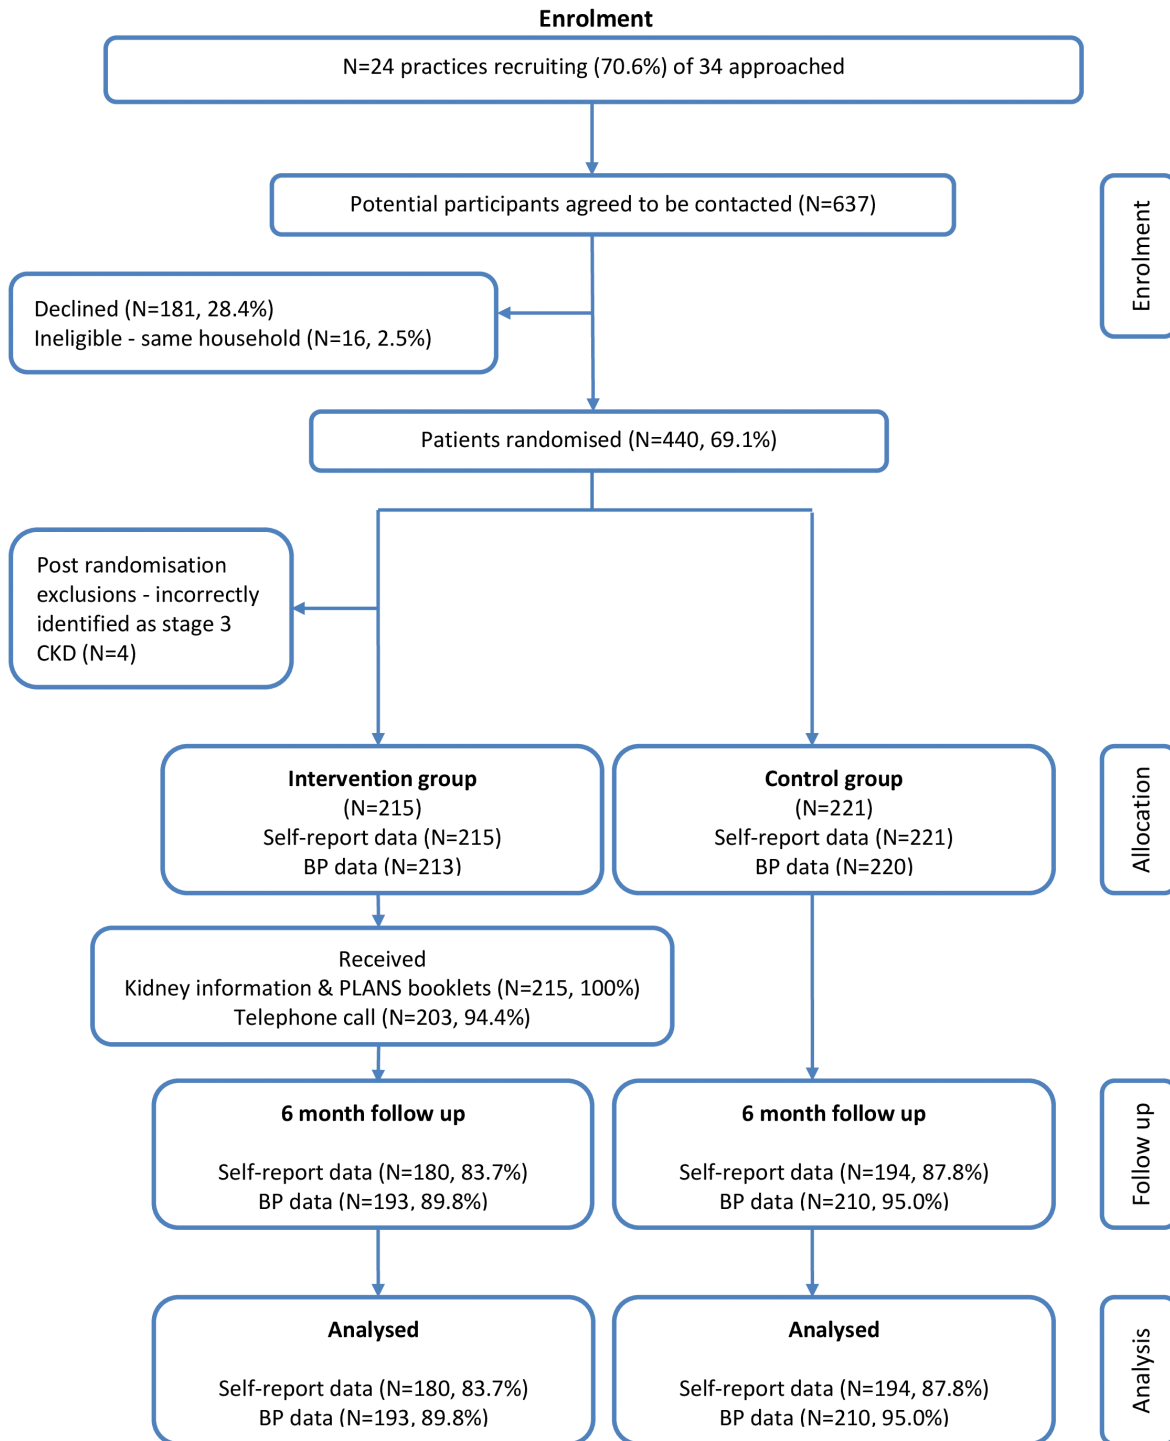 Enrolment
N=24 practices recruiting (70.6%) of 34 approached
Potential participants agreed to be contacted (N=637)
Enrolment
Declined (N=181, 28.4%)
Ineligible - same household (N=16, 2.5%)
Patients randomised (N=440, 69.1%)
Post randomisation
exclusions - incorrectly
identified as stage 3
CKD (N=4)
Intervention group
(N=215)
Self-report data (N=215)
BP data (N=213)
Control group
(N=221)
Self-report data (N=221)
BP data (N=220)
Allocation
Received
Kidney information & PLANS booklets (N=215, 100%)
Telephone call (N=203, 94.4%)
6 month follow up
Self-report data (N=180, 83.7%)
BP data (N=193, 89.8%)
6 month follow up
Self-report data (N=194, 87.8%)
BP data (N=210, 95.0%)
Follow up
Analysed
Self-report data (N=180, 83.7%)
BP data (N=193, 89.8%)
Analysed
Self-report data (N=194, 87.8%)
BP data (N=210, 95.0%)
Analysis